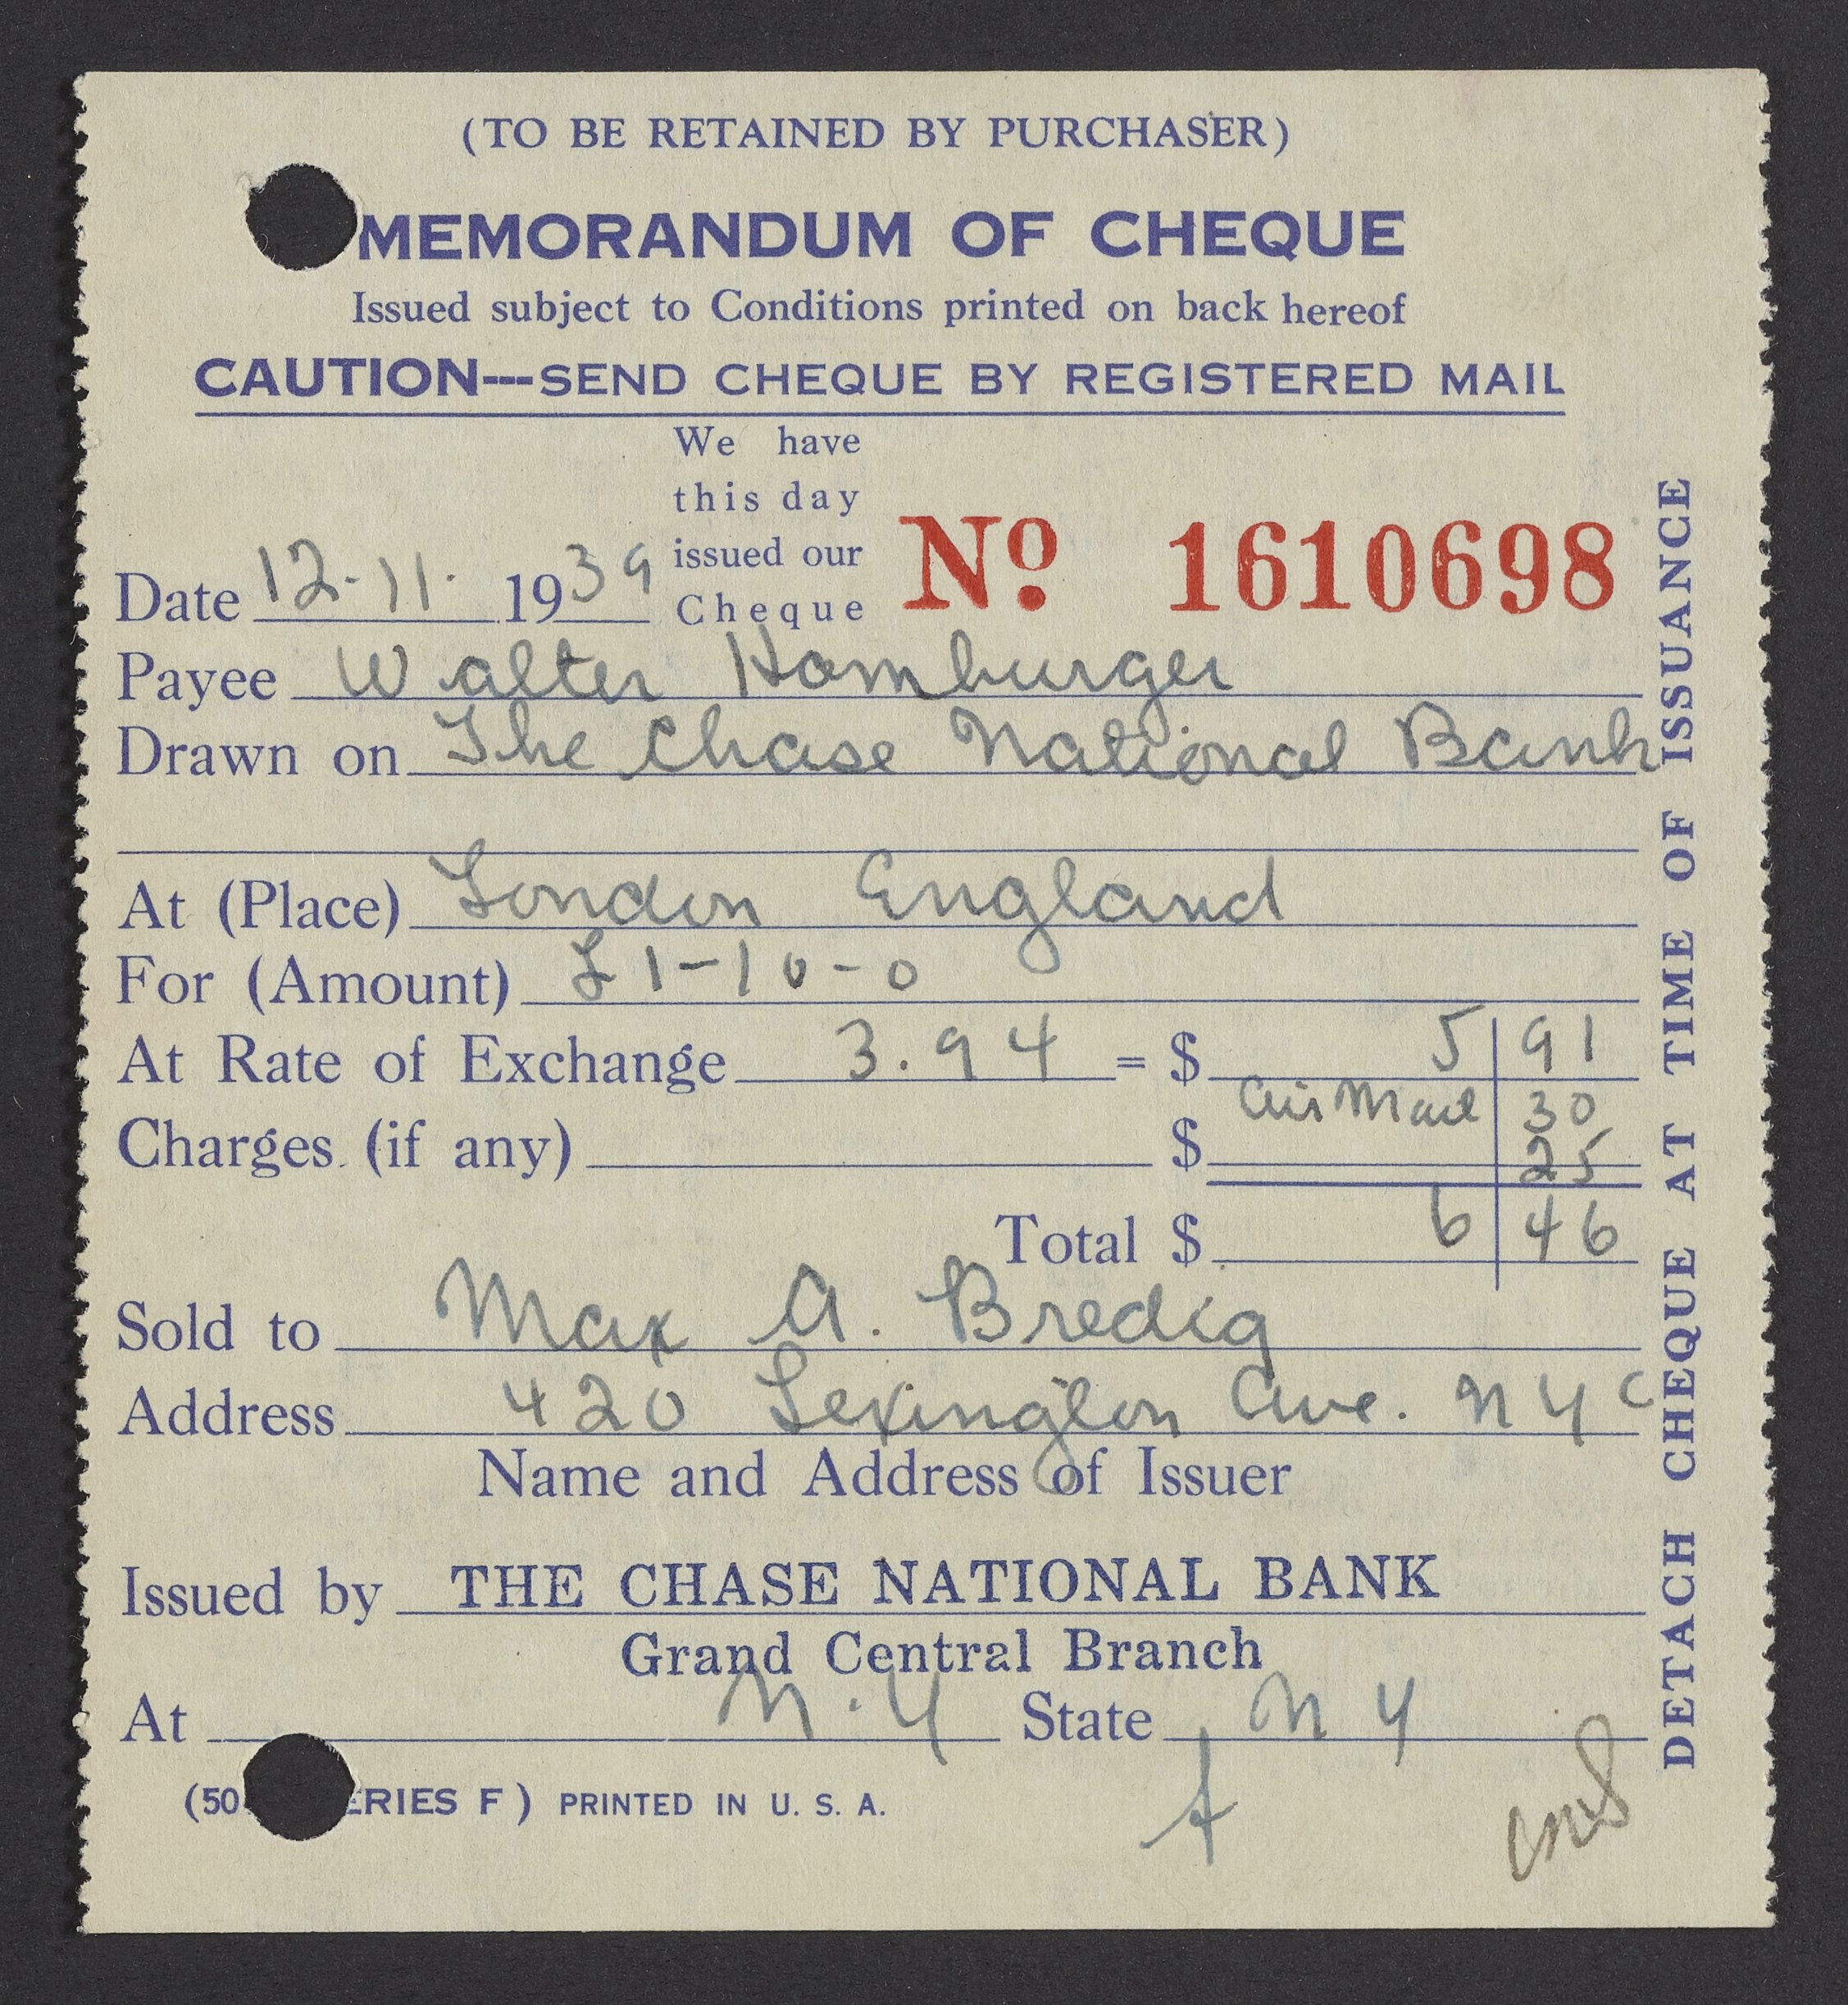 (TO BE RETAINED BY PURCHASER)
MEMORANDUM OF CHEQUE
Issued subject to Conditions printed on back hereof
CAUTION---SEND CHEQUE BY REGISTERED MAIL
We have
this day
issued our
Cheque
No. 1610698
Date 12-11. 1939
Payee Walter Homburger
Drawn on The Chase National Bank
At (Place) London England
For (Amount) £1-10-0
At Rate of Exchange 3.94 = $ 5 91
Air Mail 30
Charges (if any) $ 25
Total $ 6 46
Sold to Max A. Bredig
Address 420 Lexington Ave. NYC
Name and Address of Issuer
Issued by THE CHASE NATIONAL BANK
Grand Central Branch
At N.Y State NY
(50 ERIES F) PRINTED IN U. S. A.
DETACH CHEQUE AT TIME OF ISSUANCE